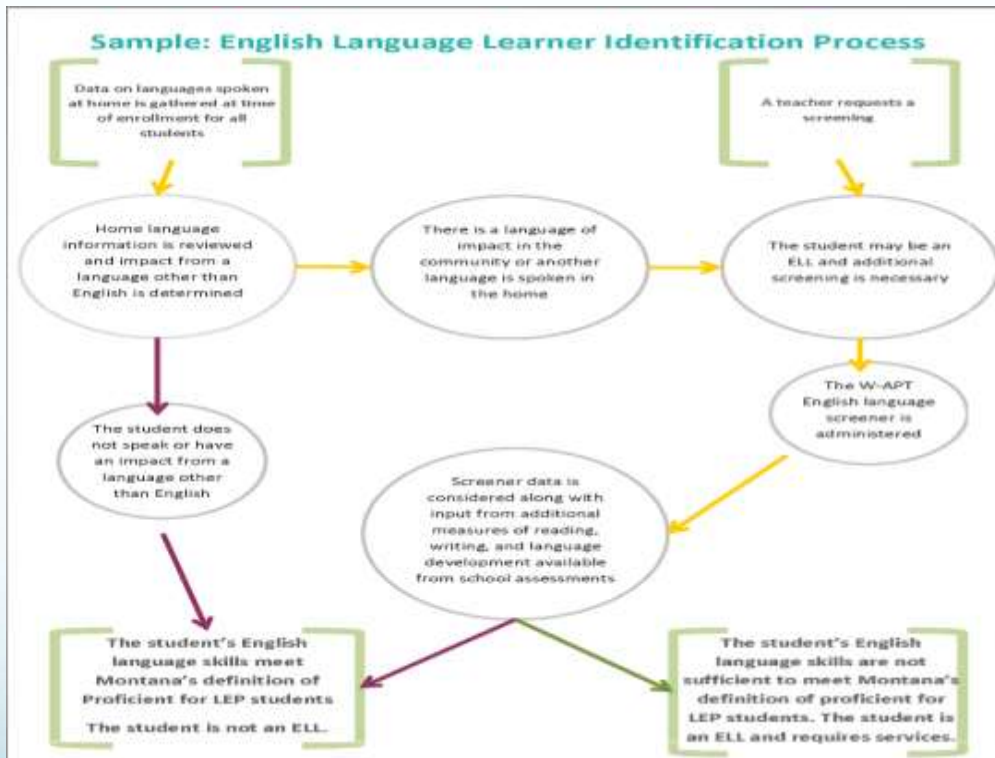 Sample: English Language Learner Identification Process
Data on languages spoken
at home is gathered at time
of enrollment for all
students
A teacher requests a
screening
Home language
information is reviewed
and impact from a
language other than
English is determined
There is a language of
impact in the
community or another
language is spoken in
the home
The student may be an
ELL and additional
screening is necessary
The W-APT
English language
screener is
administered
The student does
not speak or have
an impact from a
language other
than English
Screener data is
considered along with
input from additional
measures of reading,
writing, and language
development available
from school assessments
The student's English
language skills meet
Montana's definition of
Proficient for LEP students
The student is not an ELL.
The student's English
language skills are not
sufficient to meet Montana's
definition of proficient for
LEP students. The student is
an ELL and requires services.